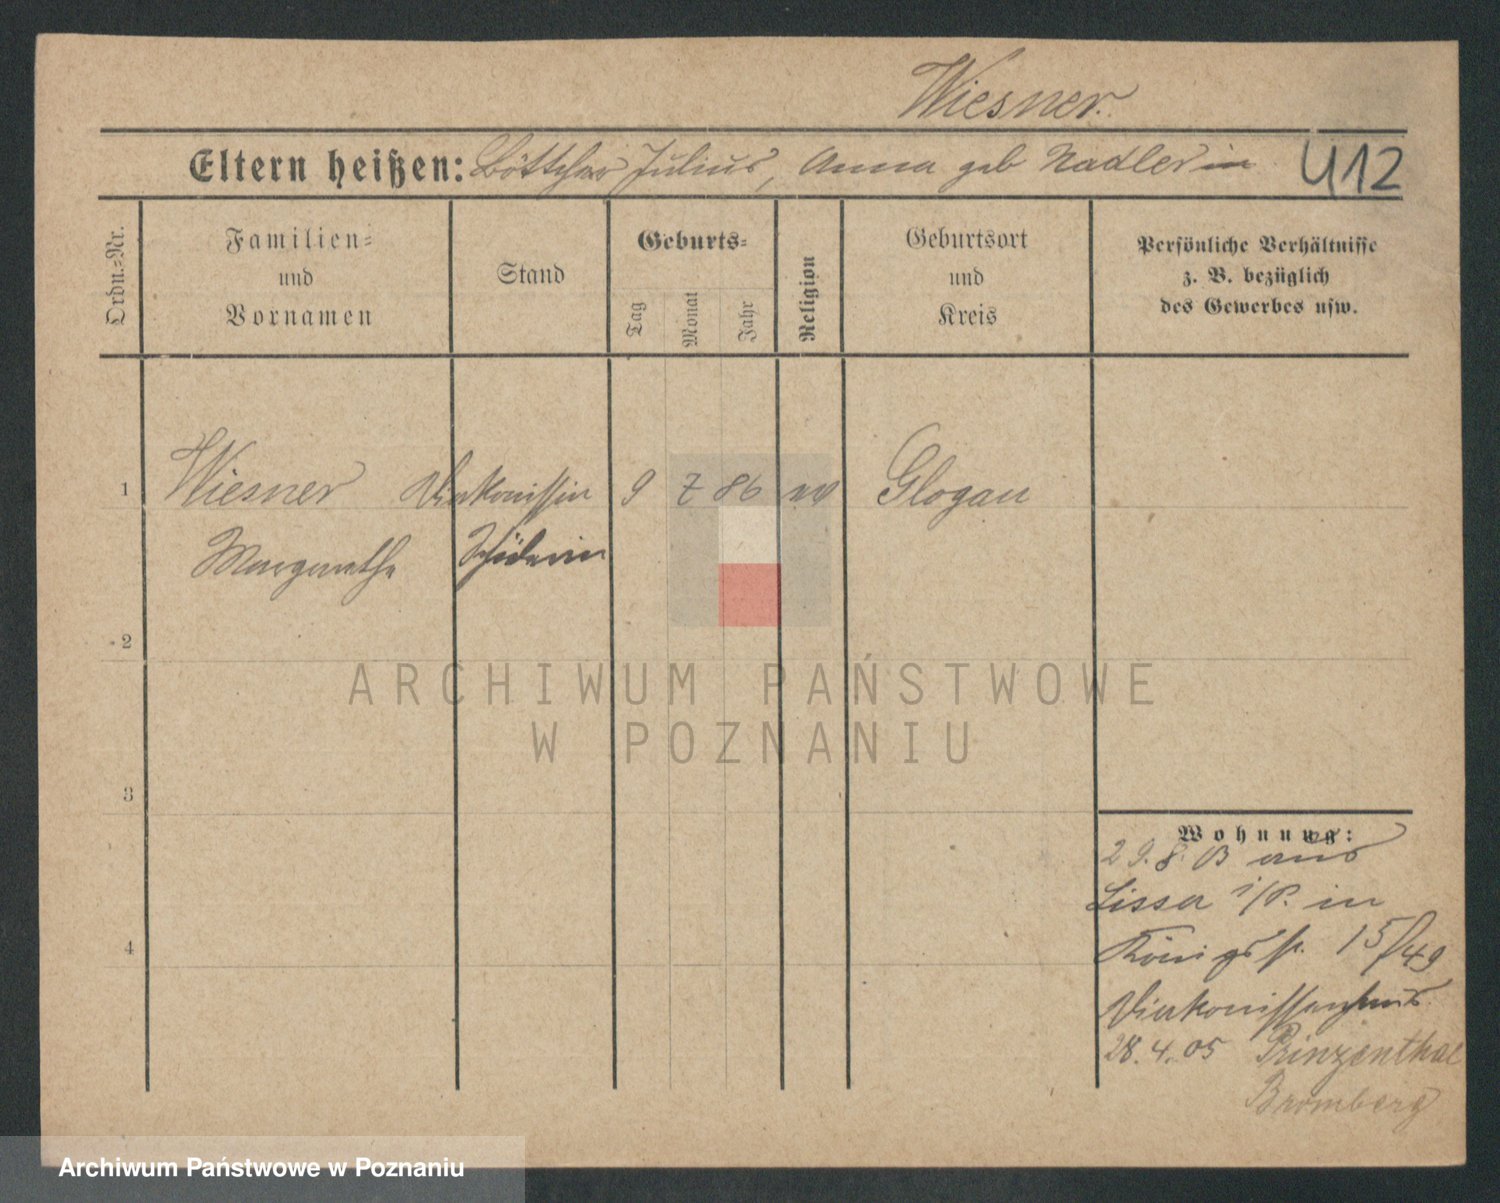 Wiesner.
Eltern heißen: Böttcher Julius, Anna geb Nadler in
412
Ordn.=Nr.
Familien=
und
Vornamen
Stand
Geburts=
Tag
Monat
Jahr
Religion
Geburtsort
und
Kreis
Persönliche Verhältnisse
z. B. bezüglich
des Gewerbes usw.
1 Wiesner Diakonissin 9 7 86 ev Glogau
Margarethe Schülerin
2
ARCHIWUM PAŃSTWOWE
W POZNANIU
3
Wohnung:
29.8. 03 aus
Lissa i/P. in
Königsstr. 15/49
Diakonissenhaus.
4
28.4.05 Prinzenthal
Bromberg
Archiwum Państwowe w Poznaniu